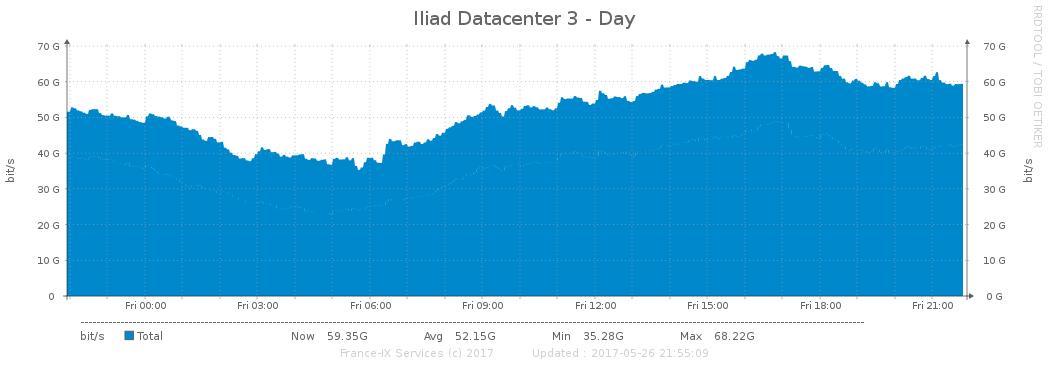 Iliad Datacenter 3 - Day
RRDTOOL / TOBI OETIKER
70 G 70 G
60 G 60 G
50 G 50 G
40 G 40 G
30 G 30 G
20 G 20 G
10 G 10 G
0 0 G
bit/s bit/s
Fri 00:00 Fri 03:00 Fri 06:00 Fri 09:00 Fri 12:00 Fri 15:00 Fri 18:00 Fri 21:00
bit/s Total Now 59.35G Avg 52.15G Min 35.28G Max 68.22G
France-IX Services (c) 2017 Updated : 2017-05-26 21:55:09